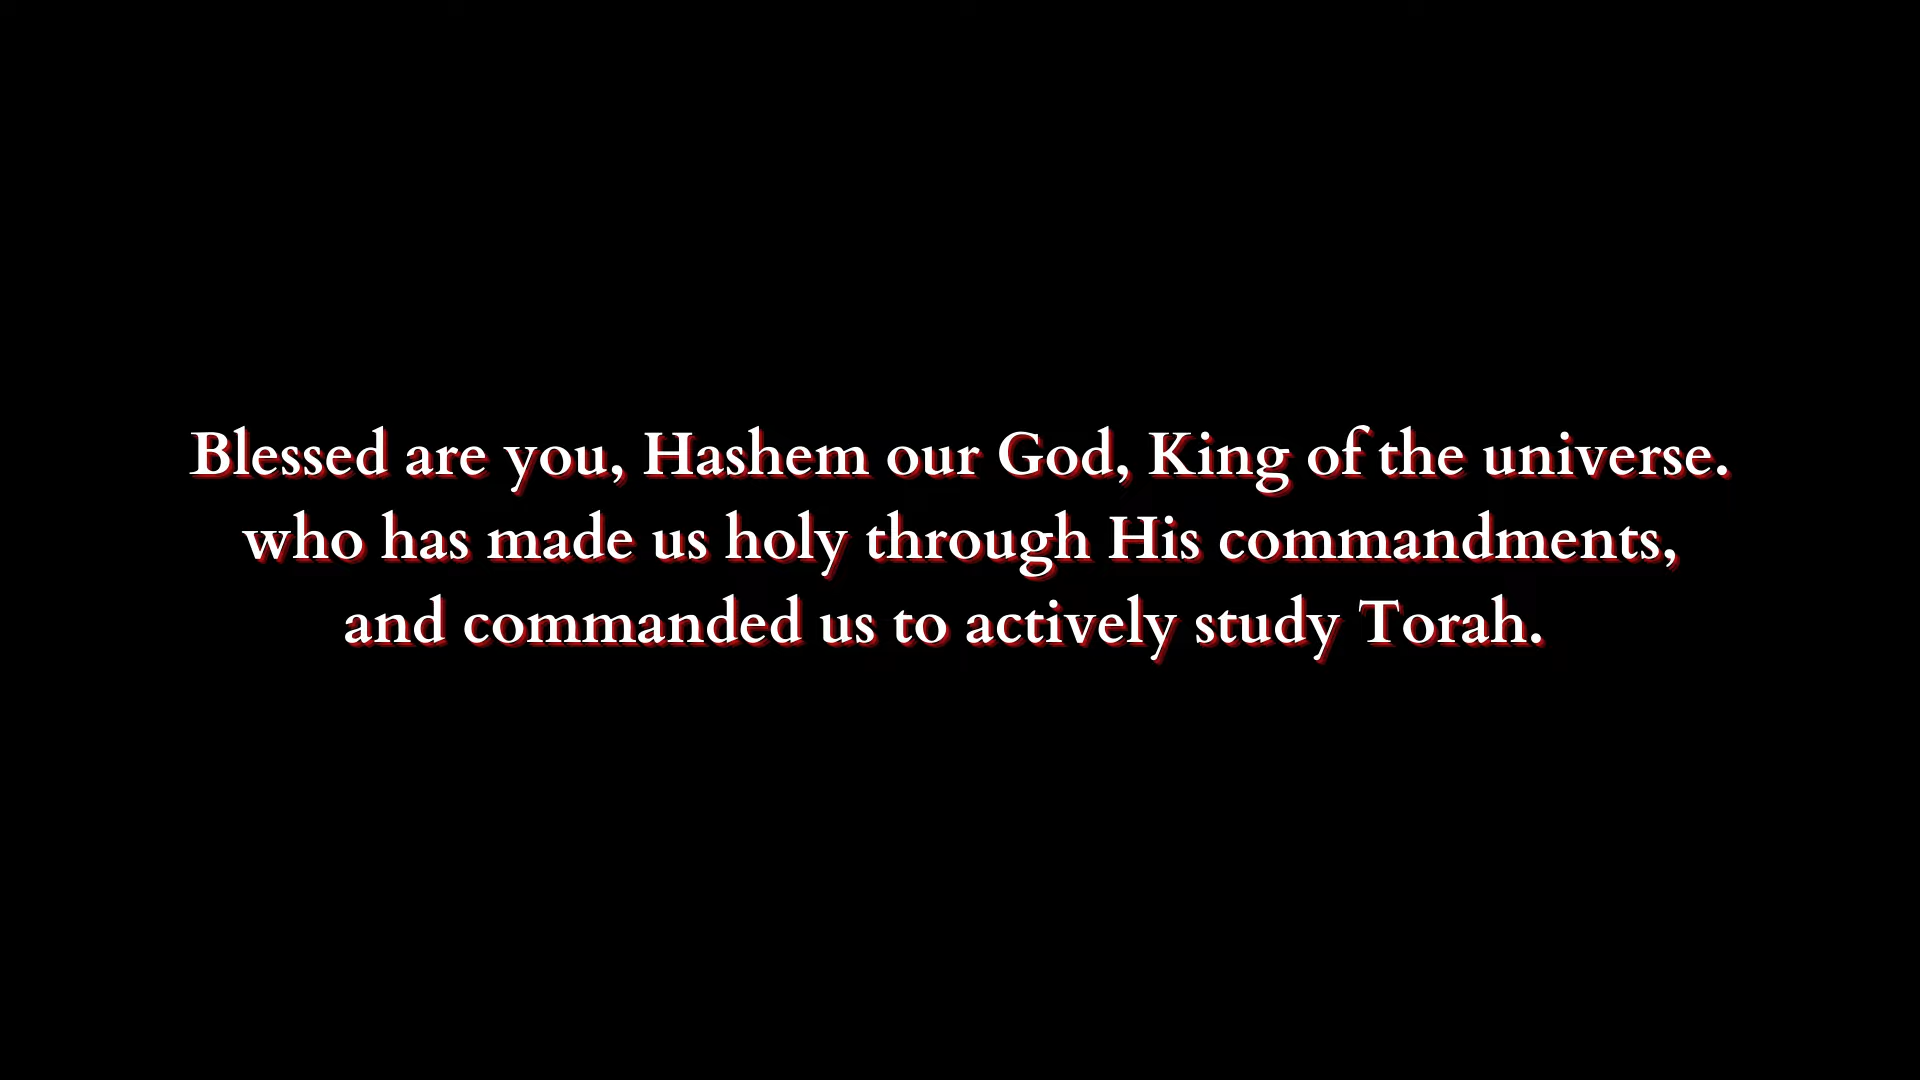 Blessed are you, Hashem our God, King of the universe.
who has made us holy through His commandments,
and commanded us to actively study Torah.